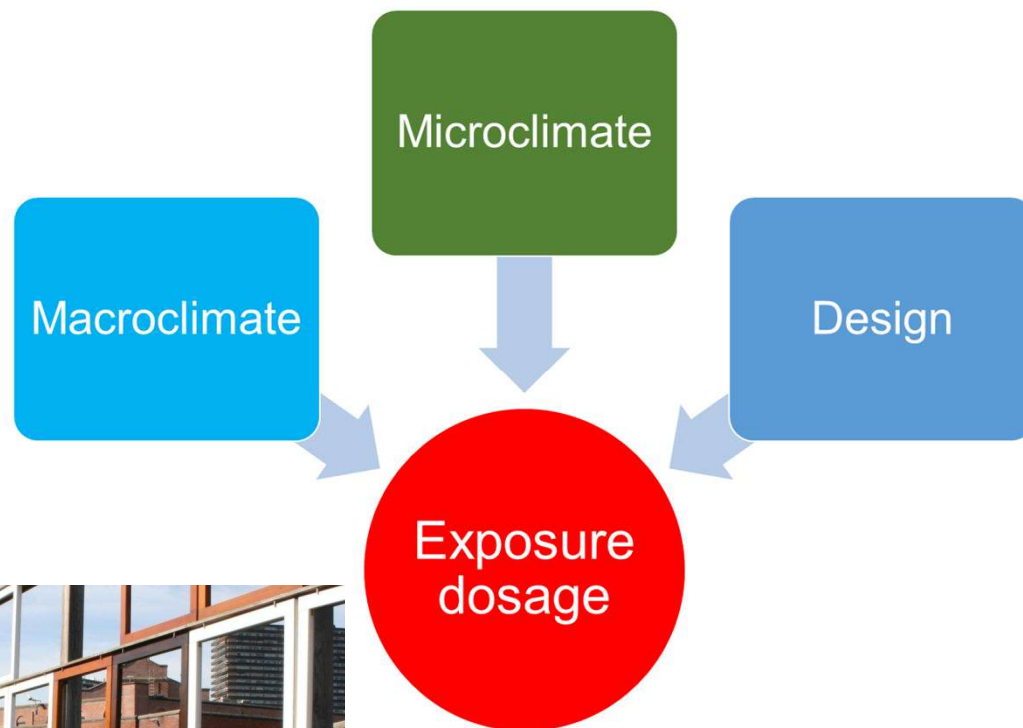 Microclimate
Macroclimate
Design
Exposure
dosage